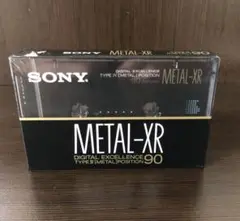 SONY
DIGITAL EXCELLENCE
TYPE IV (METAL) POSITION
METAL-XR
METAL-XR
DIGITAL EXCELLENCE
TYPE IV (METAL) POSITION 90